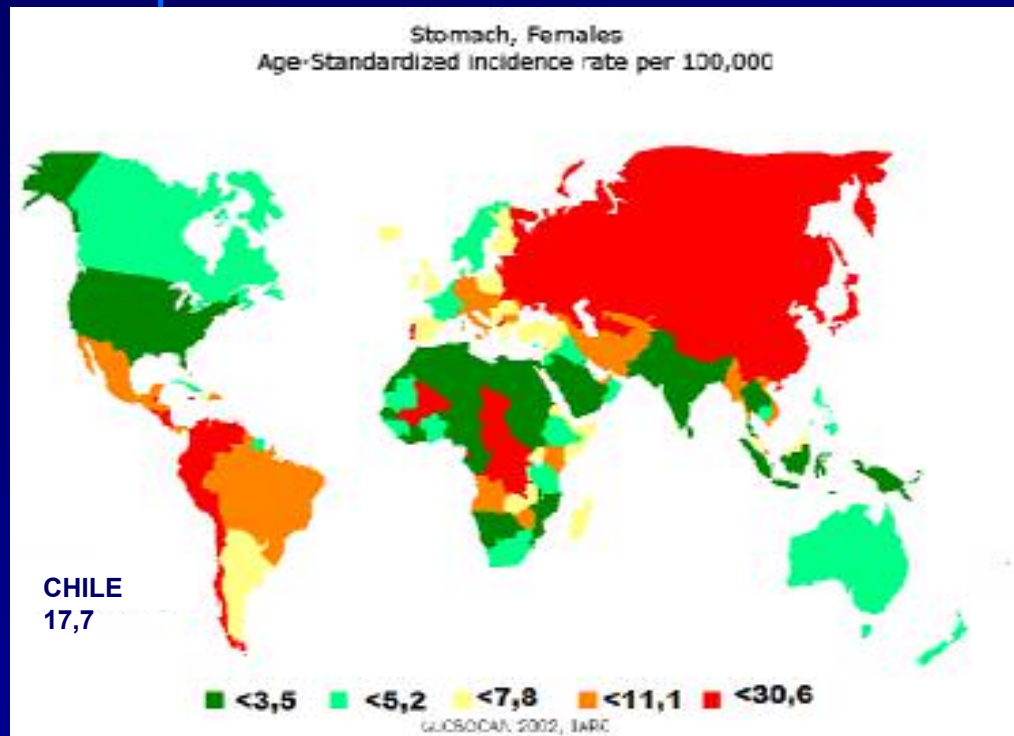 Stomach, Females
Age-Standardized incidence rate per 100,000
CHILE
17,7
<3,5 <5,2 <7,8 <11,1 <30,6
GLOBOCAN 2002, IARC